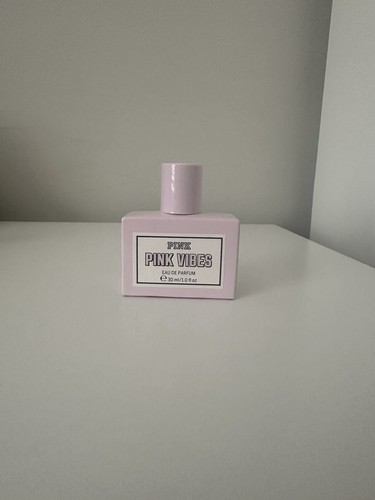 PINK
PINK VIBES
EAU DE PARFUM
℮ 30 ml/1.0 fl oz